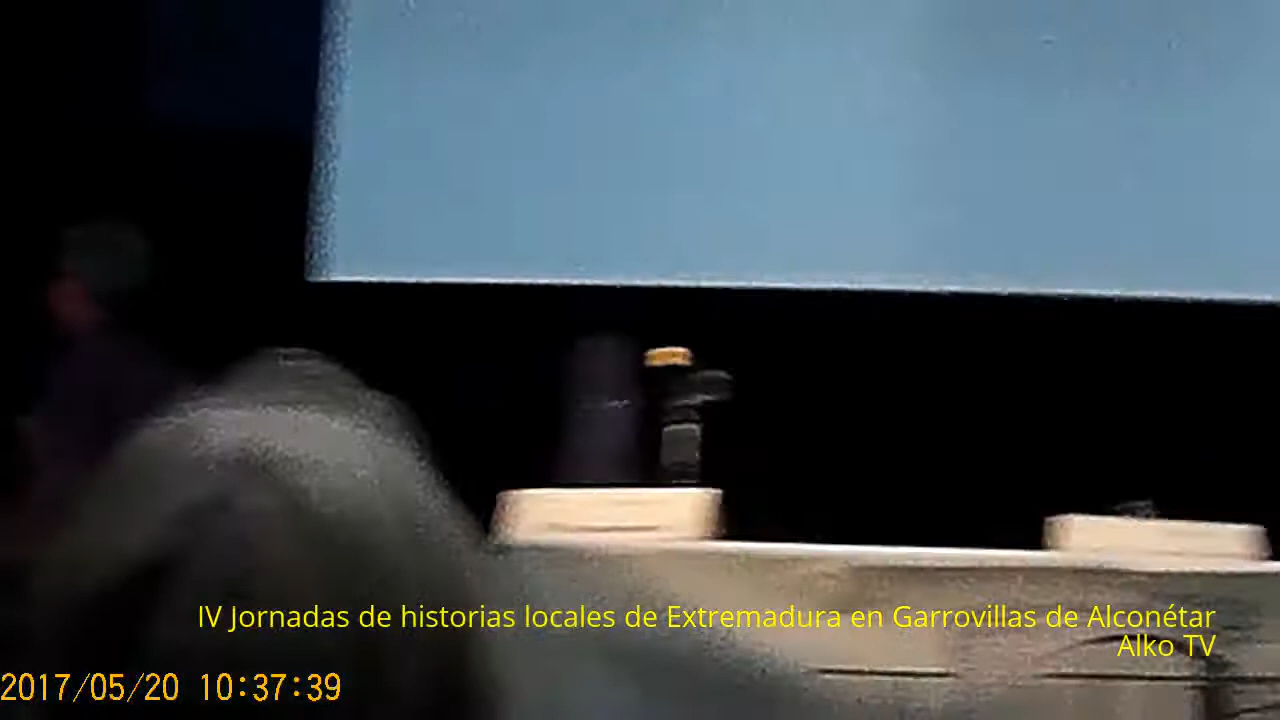 IV Jornadas de historias locales de Extremadura en Garrovillas de Alconétar
Alko TV
2017/05/20 10:37:39